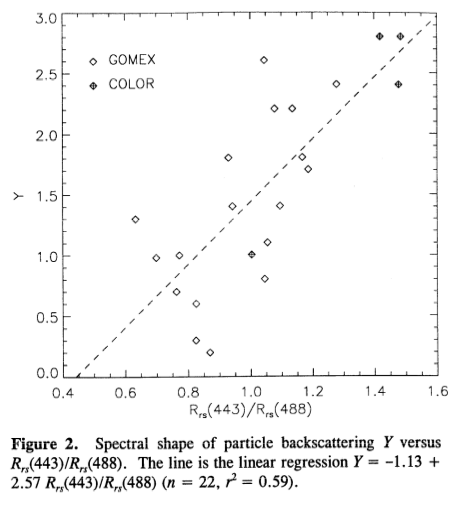 3.0
GOMEX
2.5
COLOR
2.0
Y
1.5
1.0
0.5
0.0
0.4 0.6 0.8 1.0 1.2 1.4 1.6
Rrs(443)/Rrs(488)
Figure 2. Spectral shape of particle backscattering Y versus
Rrs(443)/Rrs(488). The line is the linear regression Y = −1.13 +
2.57 Rrs(443)/Rrs(488) (n = 22, r² = 0.59).